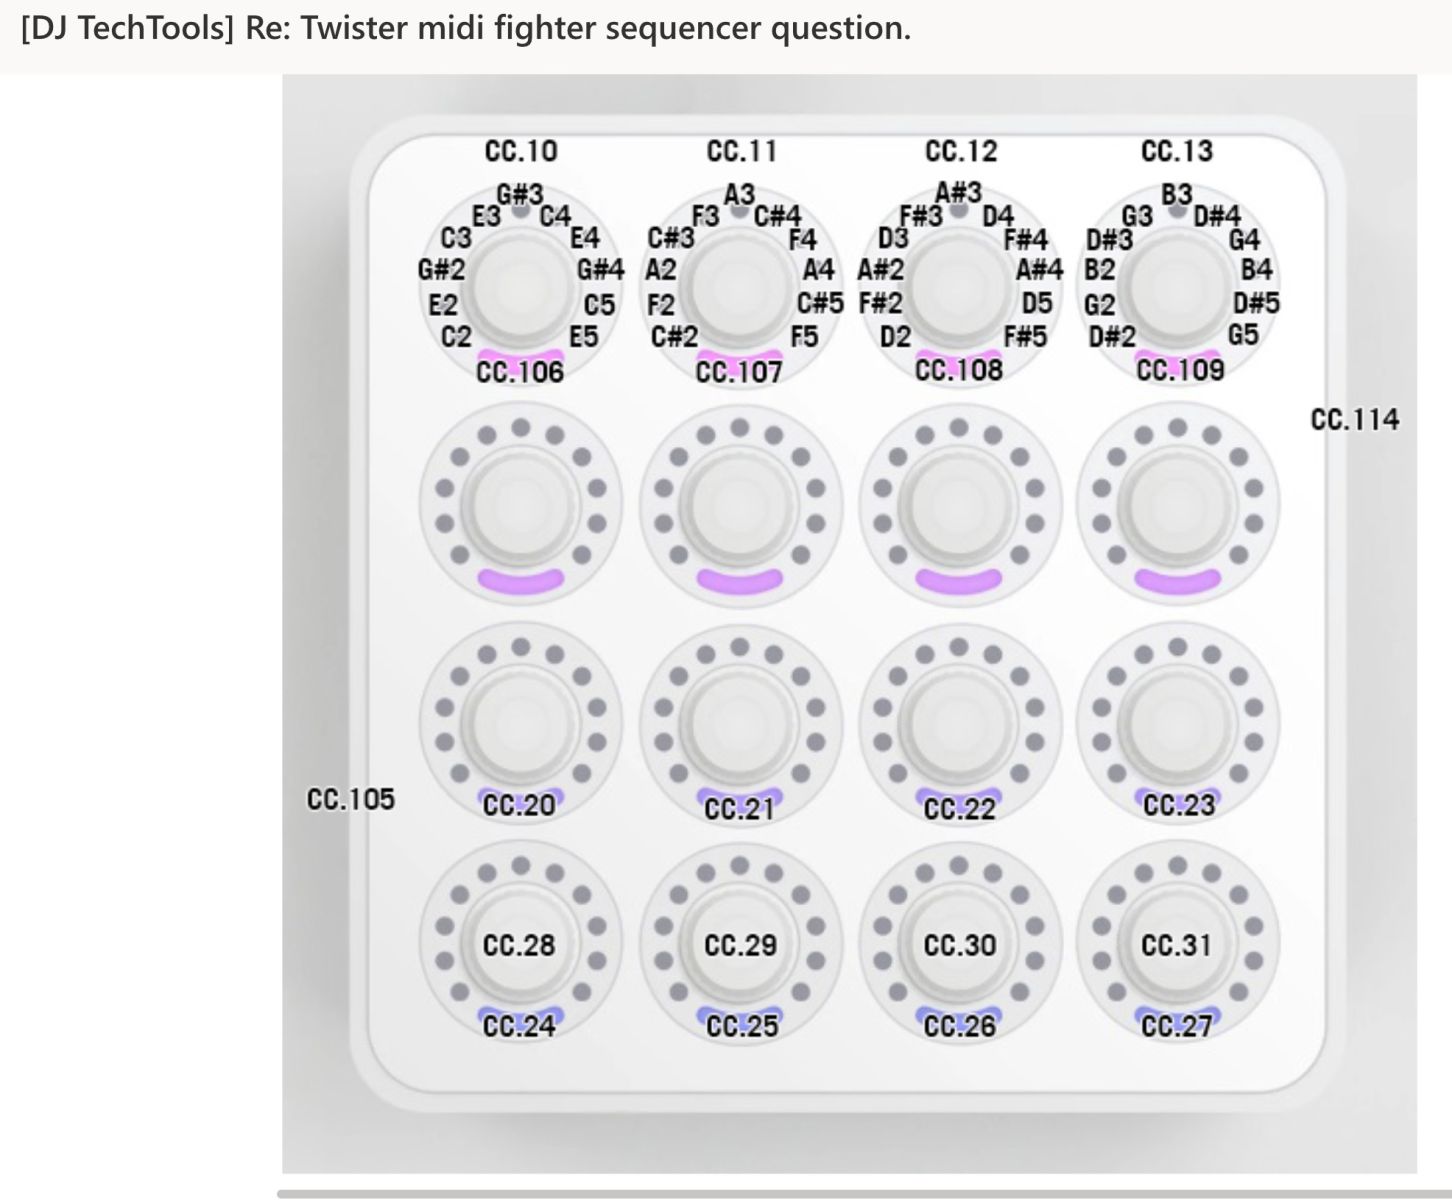 [DJ TechTools] Re: Twister midi fighter sequencer question.
CC.10 CC.11 CC.12 CC.13
G#3 A3 A#3 B3
E3 C4 F3 C#4 F#3 D4 G3 D#4
C3 E4 C#3 F4 D3 F#4 D#3 G4
G#2 G#4 A2 A4 A#2 A#4 B2 B4
E2 C5 F2 C#5 F#2 D5 G2 D#5
C2 E5 C#2 F5 D2 F#5 D#2 G5
CC.106 CC.107 CC.108 CC.109
CC.114
CC.105 CC.20 CC.21 CC.22 CC.23
CC.28 CC.29 CC.30 CC.31
CC.24 CC.25 CC.26 CC.27